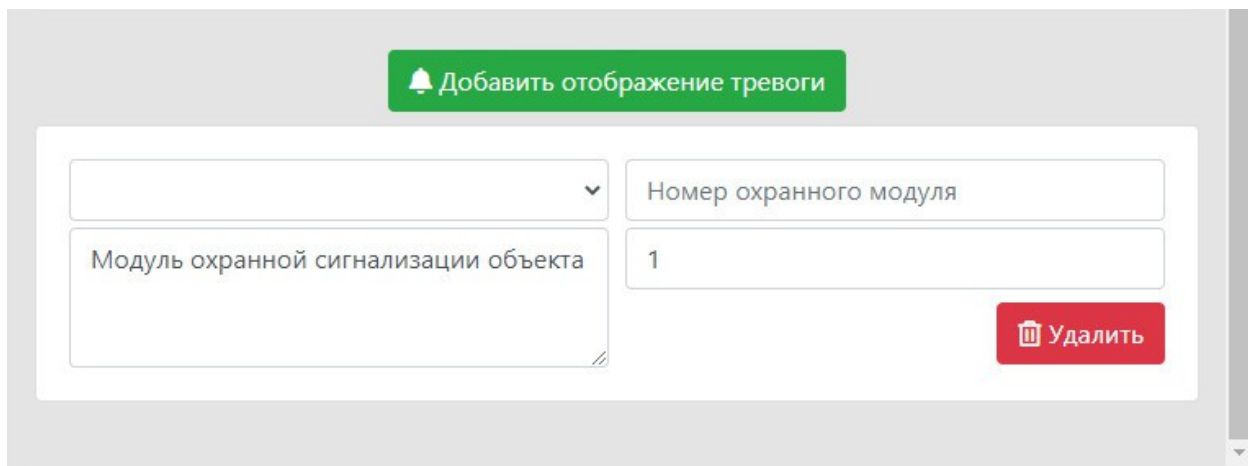 Добавить отображение тревоги
Номер охранного модуля
Модуль охранной сигнализации объекта
1
Удалить